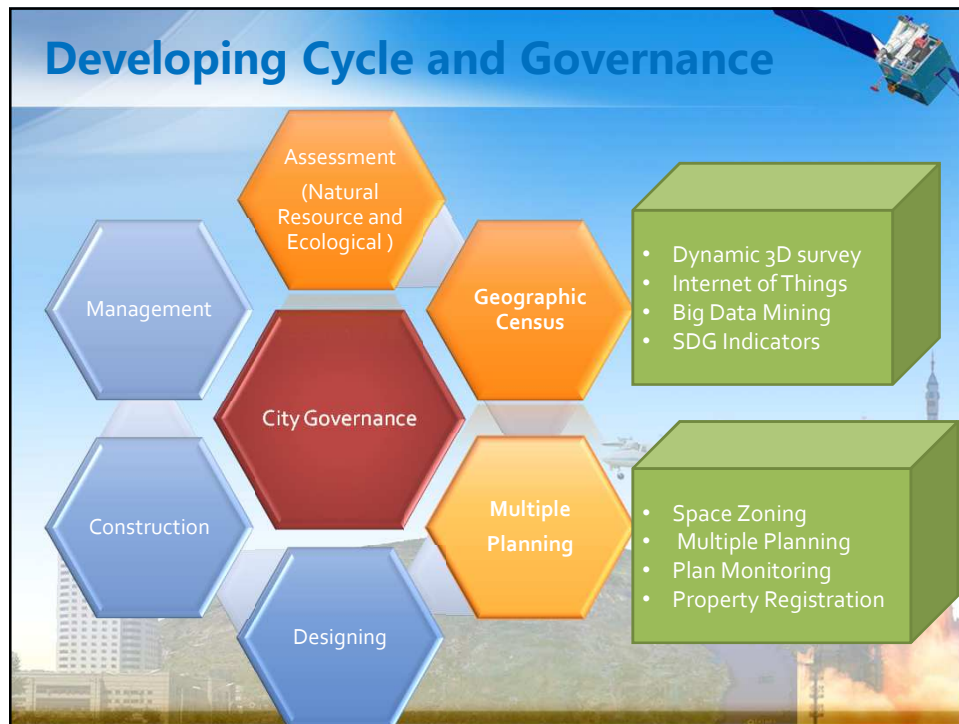 Developing Cycle and Governance
Assessment
(Natural
Resource and
Ecological )
Geographic
Census
Multiple
Planning
Designing
Construction
Management
City Governance
• Dynamic 3D survey
• Internet of Things
• Big Data Mining
• SDG Indicators
• Space Zoning
• Multiple Planning
• Plan Monitoring
• Property Registration